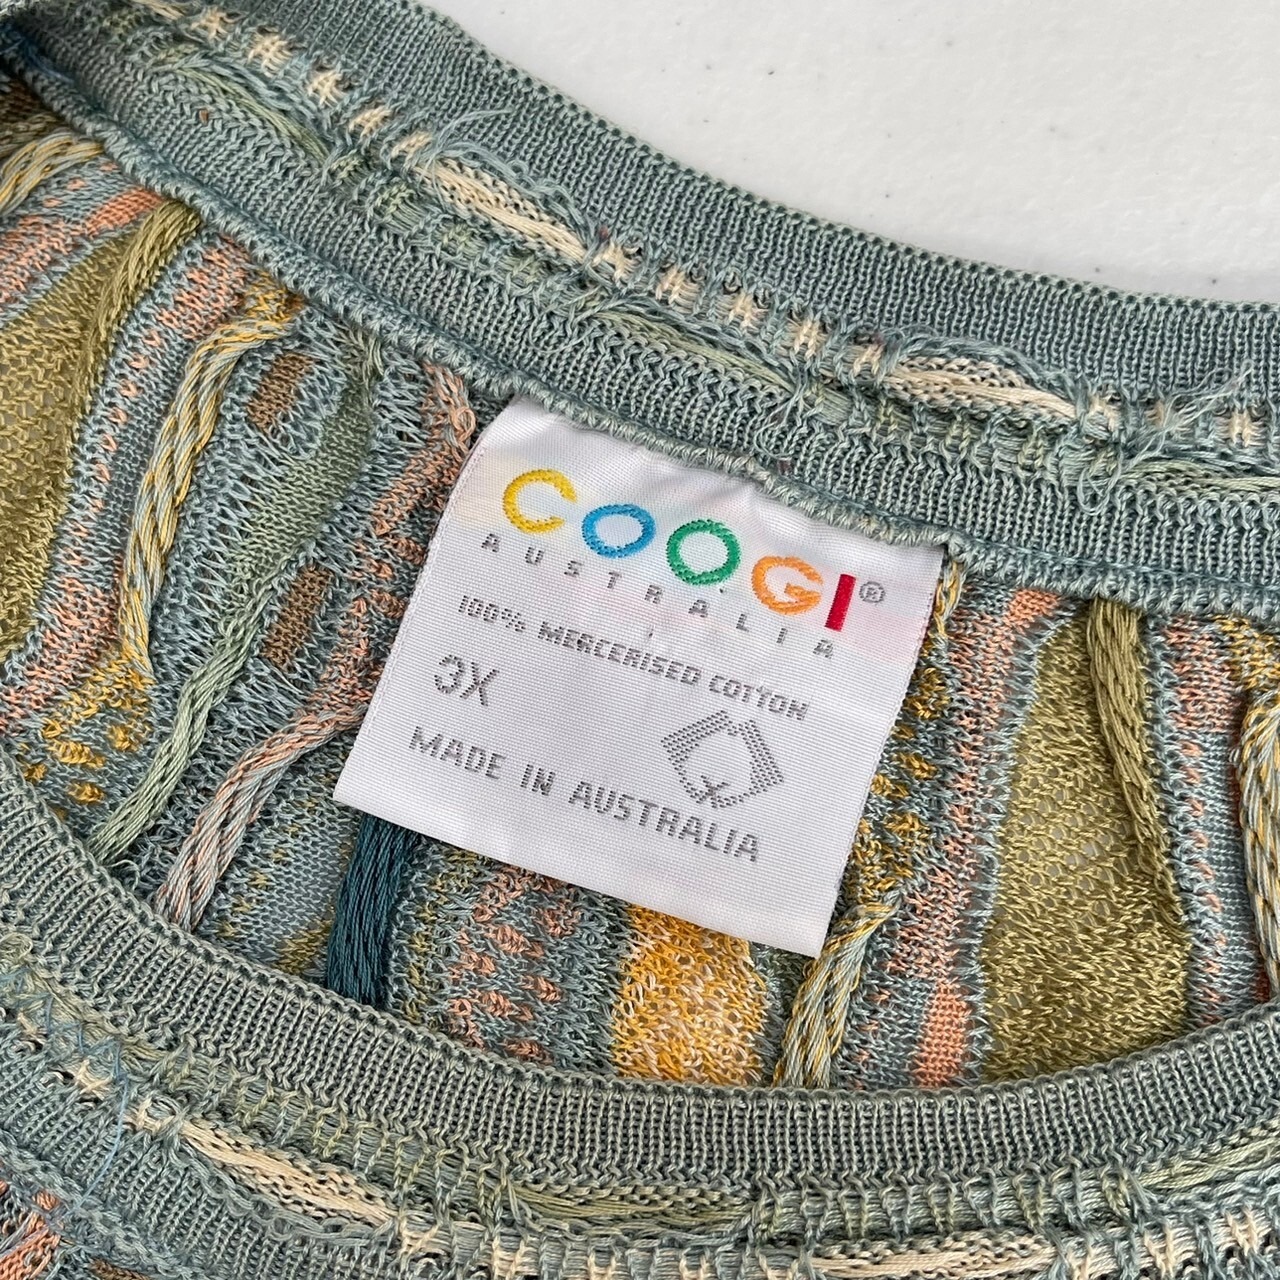 COOGI®
AUSTRALIA
100% MERCERISED COTTON
3X
MADE IN AUSTRALIA